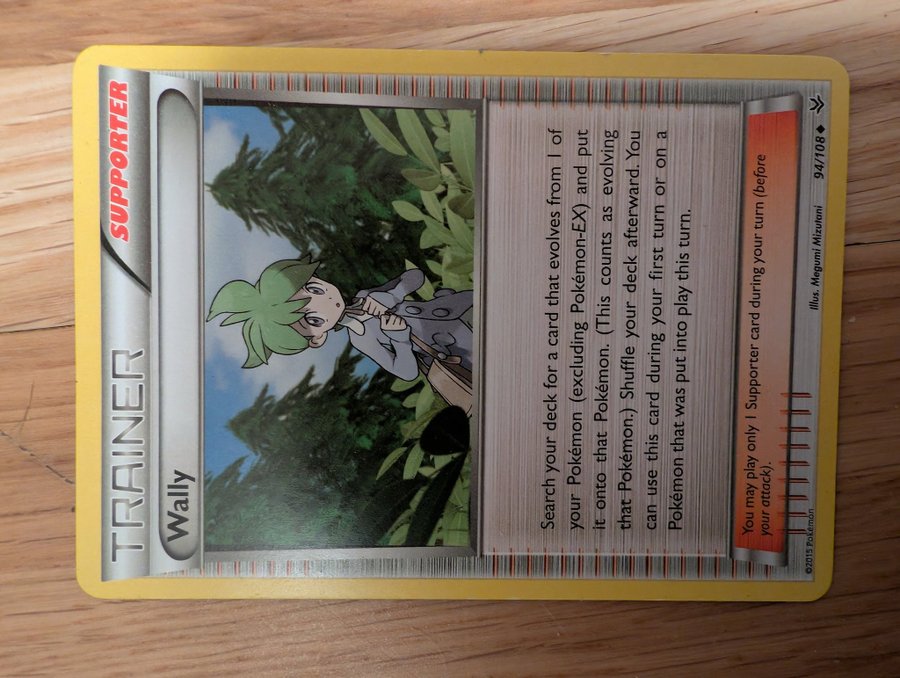 TRAINER SUPPORTER
Wally
Search your deck for a card that evolves from 1 of
your Pokémon (excluding Pokémon-EX) and put
it onto that Pokémon. (This counts as evolving
that Pokémon.) Shuffle your deck afterward. You
can use this card during your first turn or on a
Pokémon that was put into play this turn.
You may play only 1 Supporter card during your turn (before
your attack).
Illus. Megumi Mizutani
94/108
©2015 Pokémon